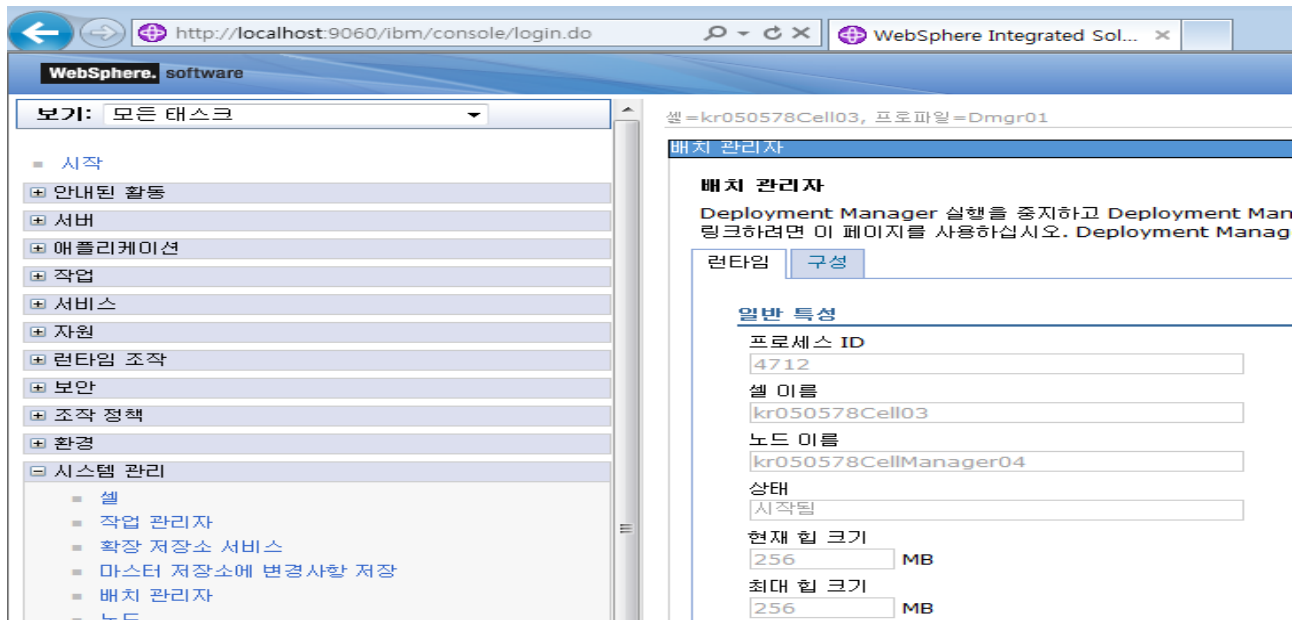 http://localhost:9060/ibm/console/login.do
WebSphere Integrated Sol...
WebSphere. software
보기: 모든 태스크
시작
안내된 활동
서버
애플리케이션
작업
서비스
자원
런타임 조작
보안
조작 정책
환경
시스템 관리
셀
작업 관리자
확장 저장소 서비스
마스터 저장소에 변경사항 저장
배치 관리자
노드
셀=kr050578Cell03, 프로파일=Dmgr01
배치 관리자
배치 관리자
Deployment Manager 실행을 중지하고 Deployment Man
링크하려면 이 페이지를 사용하십시오. Deployment Manag
런타임 구성
일반 특성
프로세스 ID
4712
셀 이름
kr050578Cell03
노드 이름
kr050578CellManager04
상태
시작됨
현재 힙 크기
256 MB
최대 힙 크기
256 MB